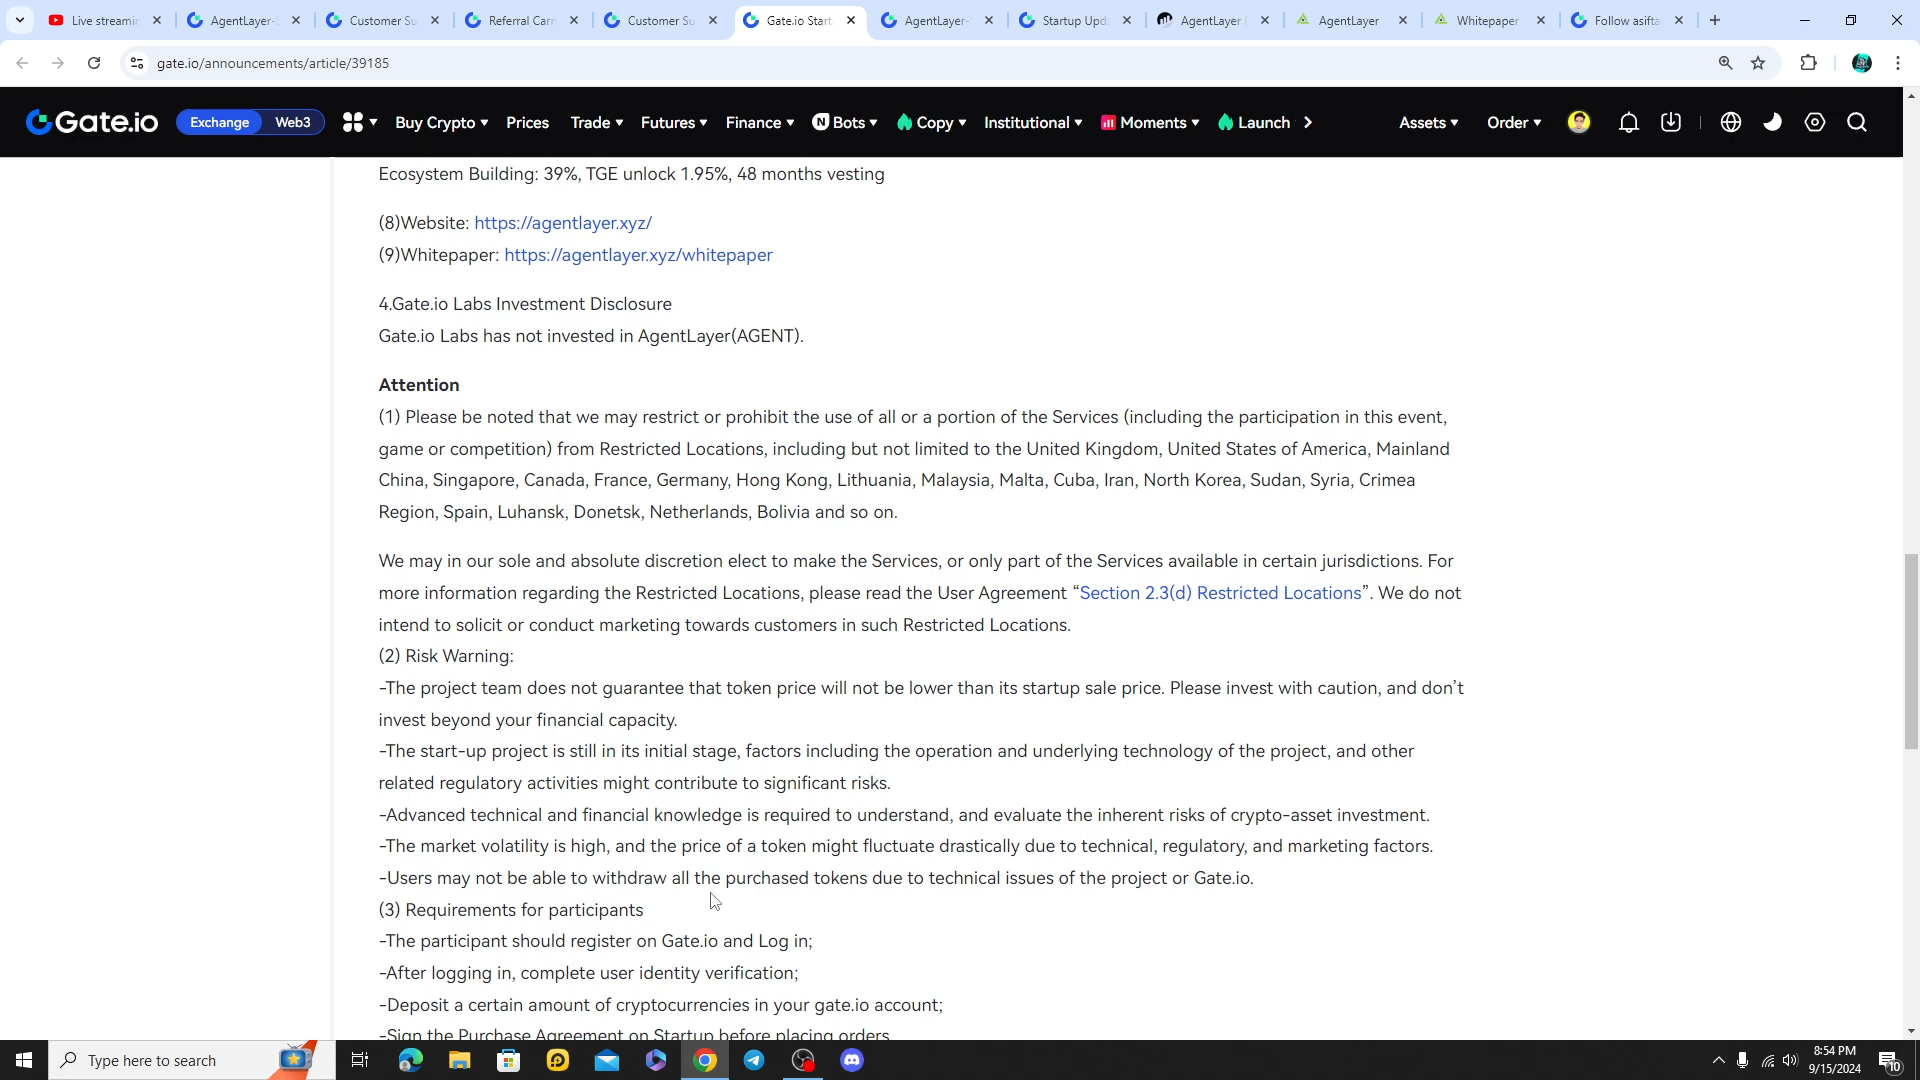 Live streamin
AgentLayer-
Customer Su
Referral Carn
Customer Su
Gate.io Start
AgentLayer-
Startup Upda
AgentLayer (
AgentLayer
Whitepaper
Follow asifta
gate.io/announcements/article/39185
Gate.io Exchange Web3 Buy Crypto Prices Trade Futures Finance Bots Copy Institutional Moments Launch Assets Order
Ecosystem Building: 39%, TGE unlock 1.95%, 48 months vesting
(8)Website: https://agentlayer.xyz/
(9)Whitepaper: https://agentlayer.xyz/whitepaper
4.Gate.io Labs Investment Disclosure
Gate.io Labs has not invested in AgentLayer(AGENT).
Attention
(1) Please be noted that we may restrict or prohibit the use of all or a portion of the Services (including the participation in this event,
game or competition) from Restricted Locations, including but not limited to the United Kingdom, United States of America, Mainland
China, Singapore, Canada, France, Germany, Hong Kong, Lithuania, Malaysia, Malta, Cuba, Iran, North Korea, Sudan, Syria, Crimea
Region, Spain, Luhansk, Donetsk, Netherlands, Bolivia and so on.
We may in our sole and absolute discretion elect to make the Services, or only part of the Services available in certain jurisdictions. For
more information regarding the Restricted Locations, please read the User Agreement “Section 2.3(d) Restricted Locations”. We do not
intend to solicit or conduct marketing towards customers in such Restricted Locations.
(2) Risk Warning:
-The project team does not guarantee that token price will not be lower than its startup sale price. Please invest with caution, and don’t
invest beyond your financial capacity.
-The start-up project is still in its initial stage, factors including the operation and underlying technology of the project, and other
related regulatory activities might contribute to significant risks.
-Advanced technical and financial knowledge is required to understand, and evaluate the inherent risks of crypto-asset investment.
-The market volatility is high, and the price of a token might fluctuate drastically due to technical, regulatory, and marketing factors.
-Users may not be able to withdraw all the purchased tokens due to technical issues of the project or Gate.io.
(3) Requirements for participants
-The participant should register on Gate.io and Log in;
-After logging in, complete user identity verification;
-Deposit a certain amount of cryptocurrencies in your gate.io account;
-Sign the Purchase Agreement on Startup before placing orders
Type here to search
8:54 PM
9/15/2024
10